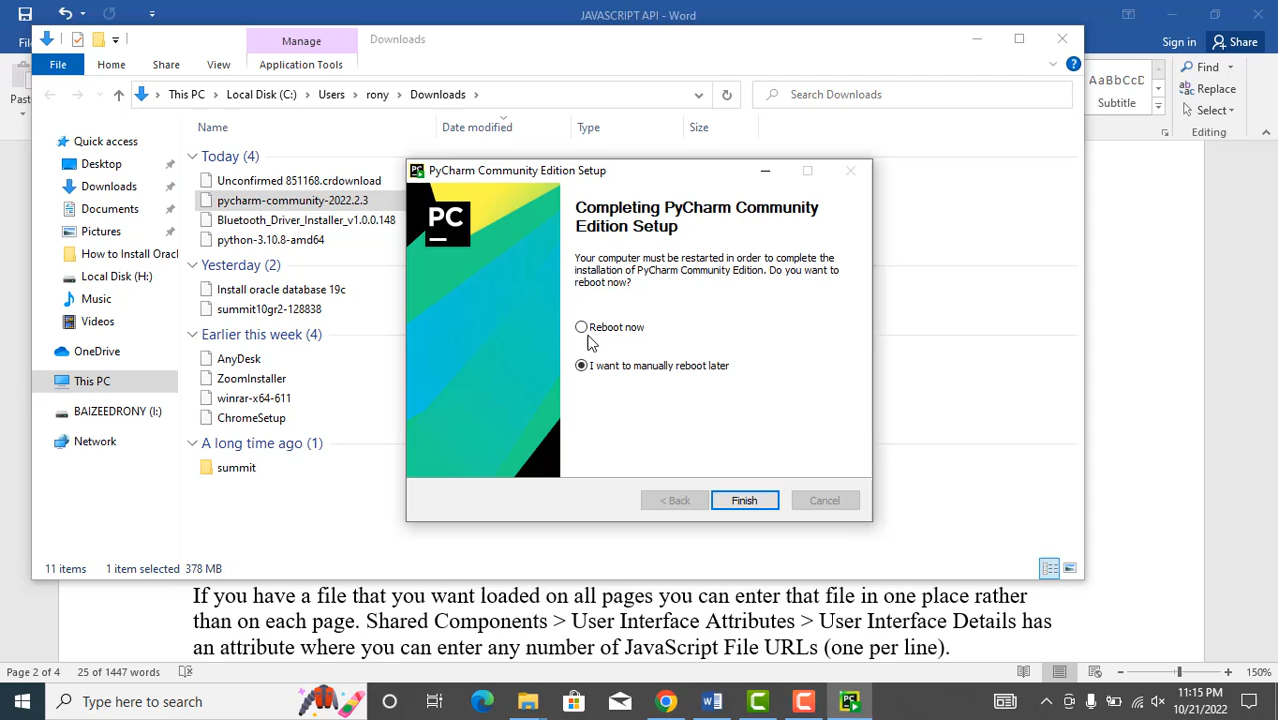 JAVASCRIPT API - Word
Manage
Downloads
Sign in
Share
File
Home
Share
View
Application Tools
Find
AaBbCcD
Subtitle
Replace
Select
Editing
Past
This PC
Local Disk (C:)
Users
rony
Downloads
Search Downloads
Name
Date modified
Type
Size
Quick access
Desktop
Downloads
Documents
Pictures
How to Install Oracl
Local Disk (H:)
Music
Videos
OneDrive
This PC
BAIZEEDRONY (I:)
Network
Today (4)
Unconfirmed 851168.crdownload
pycharm-community-2022.2.3
Bluetooth_Driver_Installer_v1.0.0.148
python-3.10.8-amd64
Yesterday (2)
Install oracle database 19c
summit10gr2-128838
Earlier this week (4)
AnyDesk
ZoomInstaller
winrar-x64-611
ChromeSetup
A long time ago (1)
summit
PyCharm Community Edition Setup
PC
Completing PyCharm Community
Edition Setup
Your computer must be restarted in order to complete the
installation of PyCharm Community Edition. Do you want to
reboot now?
Reboot now
I want to manually reboot later
< Back
Finish
Cancel
11 items
1 item selected 378 MB
If you have a file that you want loaded on all pages you can enter that file in one place rather
than on each page. Shared Components > User Interface Attributes > User Interface Details has
an attribute where you can enter any number of JavaScript File URLs (one per line).
Page 2 of 4
25 of 1447 words
150%
Type here to search
11:15 PM
10/21/2022